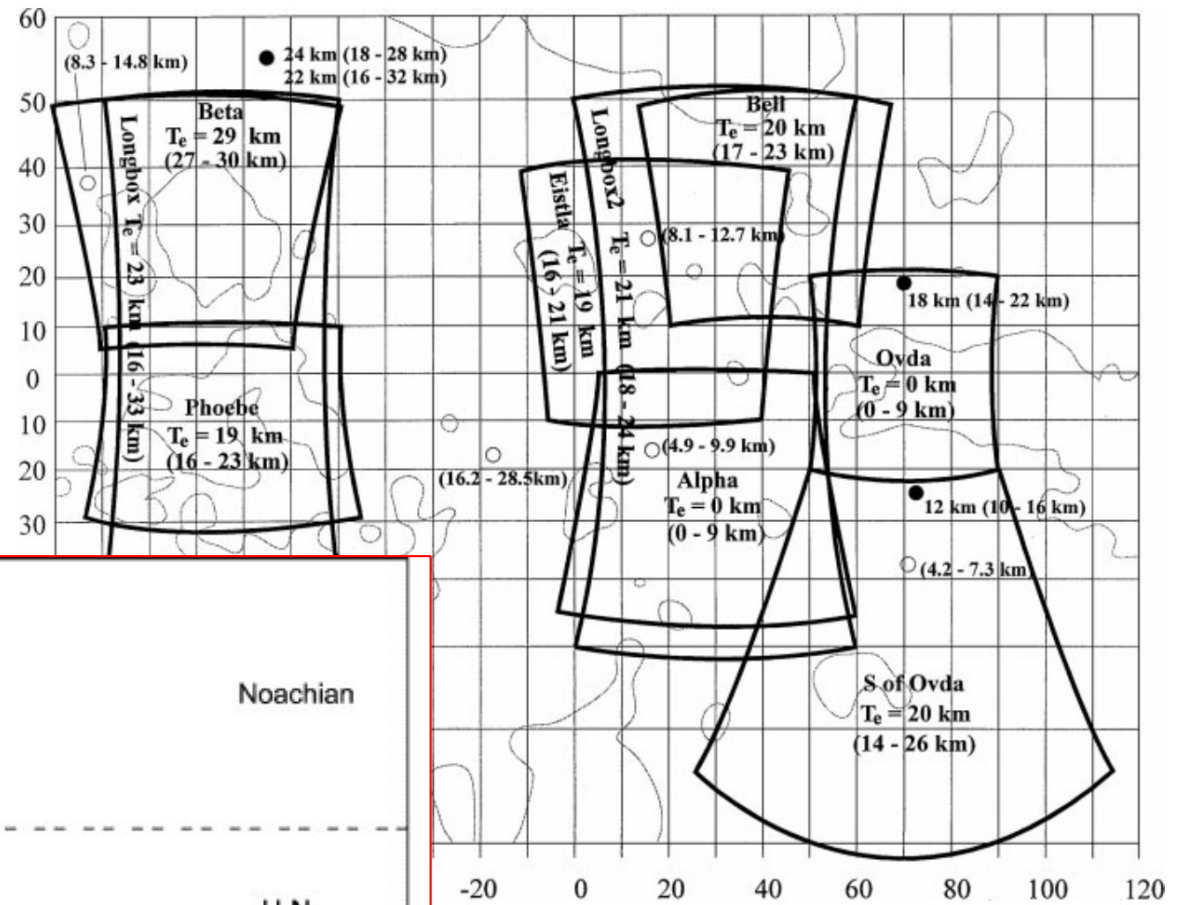 60
50
40
30
20
10
0
10
20
30
(8.3 - 14.8 km)
24 km (18 - 28 km)
22 km (16 - 32 km)
Beta
Te = 29 km
(27 - 30 km)
Longbox Te = 23 km (16 - 33 km)
Phoebe
Te = 19 km
(16 - 23 km)
Bell
Te = 20 km
(17 - 23 km)
Longbox2 Te = 21 km (18 - 24 km)
Eistla Te = 19 km
(16 - 21 km)
(8.1 - 12.7 km)
18 km (14 - 22 km)
Ovda
Te = 0 km
(0 - 9 km)
(4.9 - 9.9 km)
(16.2 - 28.5km)
Alpha
Te = 0 km
(0 - 9 km)
12 km (10 - 16 km)
(4.2 - 7.3 km)
S of Ovda
Te = 20 km
(14 - 26 km)
Noachian
-20 0 20 40 60 80 100 120